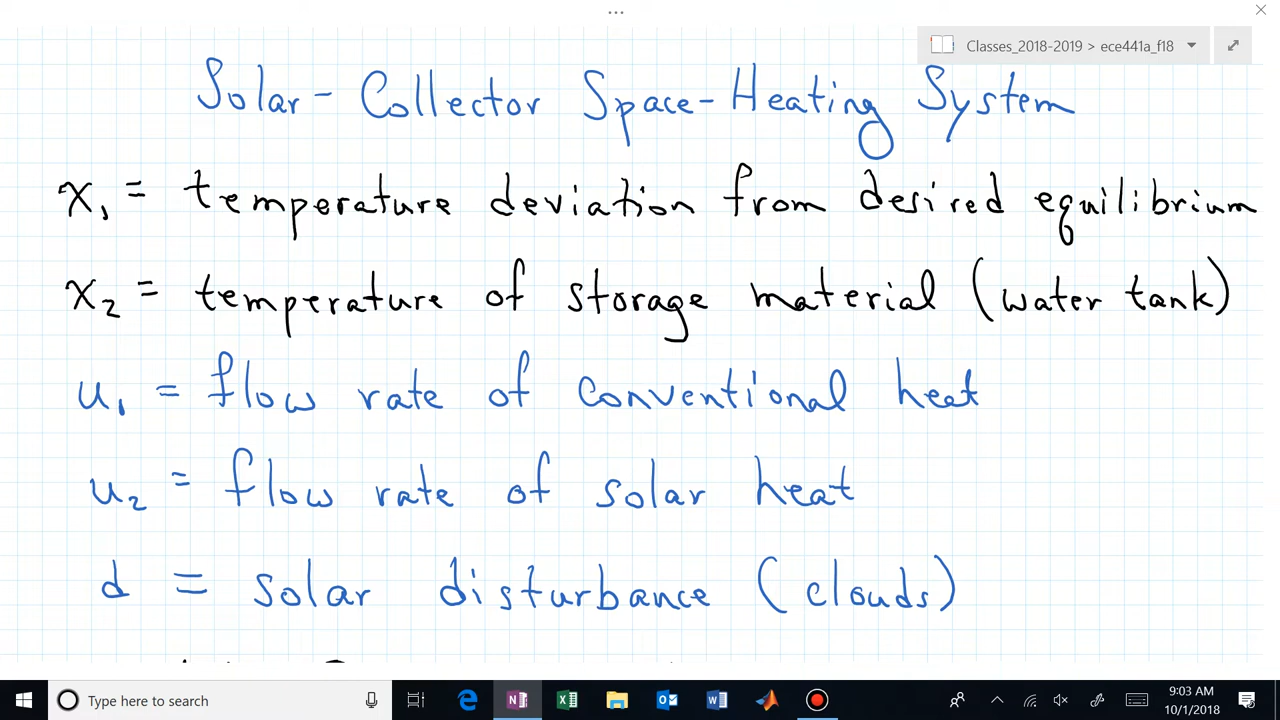 Classes_2018-2019 > ece441a_f18
Solar-Collector Space-Heating System
x₁ = temperature deviation from desired equilibrium
x₂ = temperature of storage material (water tank)
u₁ = flow rate of conventional heat
u₂ = flow rate of solar heat
d = solar disturbance (clouds)
Type here to search
9:03 AM
10/1/2018